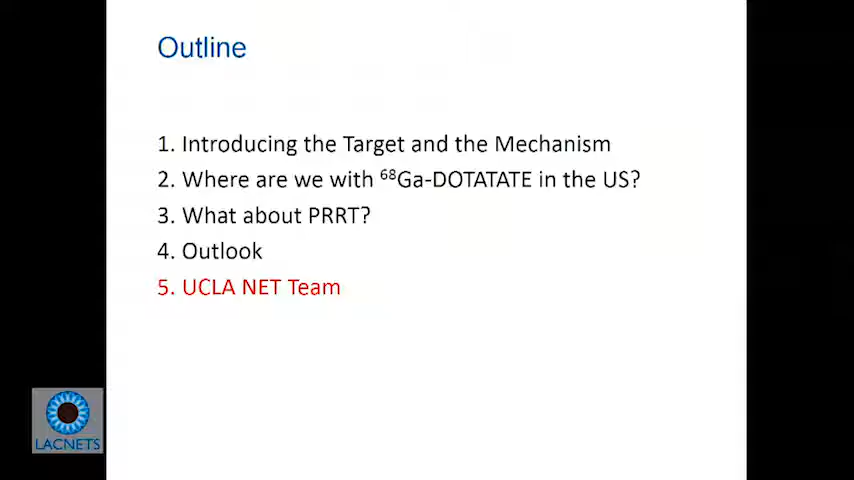 Outline
1. Introducing the Target and the Mechanism
2. Where are we with ⁶⁸Ga-DOTATATE in the US?
3. What about PRRT?
4. Outlook
5. UCLA NET Team
LACNETS